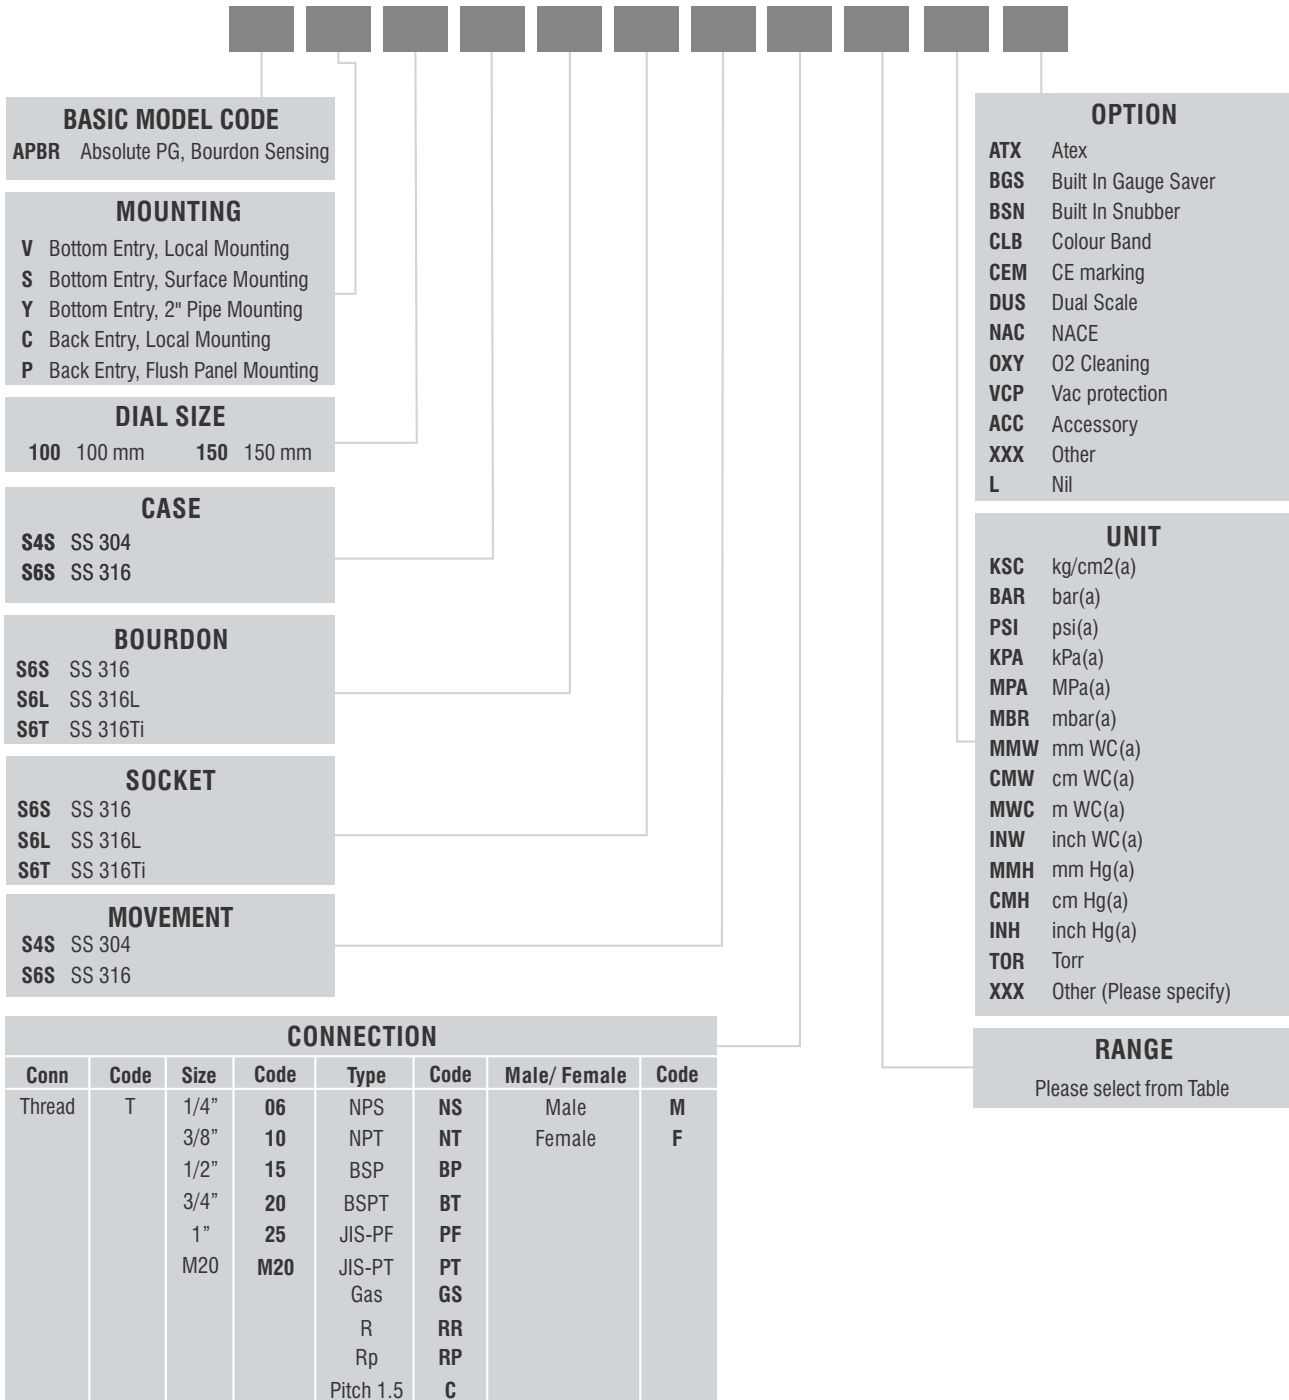 BASIC MODEL CODE
APBR Absolute PG, Bourdon Sensing
MOUNTING
V Bottom Entry, Local Mounting
S Bottom Entry, Surface Mounting
Y Bottom Entry, 2" Pipe Mounting
C Back Entry, Local Mounting
P Back Entry, Flush Panel Mounting
DIAL SIZE
100 100 mm 150 150 mm
CASE
S4S SS 304
S6S SS 316
BOURDON
S6S SS 316
S6L SS 316L
S6T SS 316Ti
SOCKET
S6S SS 316
S6L SS 316L
S6T SS 316Ti
MOVEMENT
S4S SS 304
S6S SS 316
CONNECTION
Conn Code Size Code Type Code Male/ Female Code
Thread T 1/4” 06 NPS NS Male M
3/8” 10 NPT NT Female F
1/2” 15 BSP BP
3/4” 20 BSPT BT
1” 25 JIS-PF PF
M20 M20 JIS-PT PT
Gas GS
R RR
Rp RP
Pitch 1.5 C
OPTION
ATX Atex
BGS Built In Gauge Saver
BSN Built In Snubber
CLB Colour Band
CEM CE marking
DUS Dual Scale
NAC NACE
OXY O2 Cleaning
VCP Vac protection
ACC Accessory
XXX Other
L Nil
UNIT
KSC kg/cm2(a)
BAR bar(a)
PSI psi(a)
KPA kPa(a)
MPA MPa(a)
MBR mbar(a)
MMW mm WC(a)
CMW cm WC(a)
MWC m WC(a)
INW inch WC(a)
MMH mm Hg(a)
CMH cm Hg(a)
INH inch Hg(a)
TOR Torr
XXX Other (Please specify)
RANGE
Please select from Table